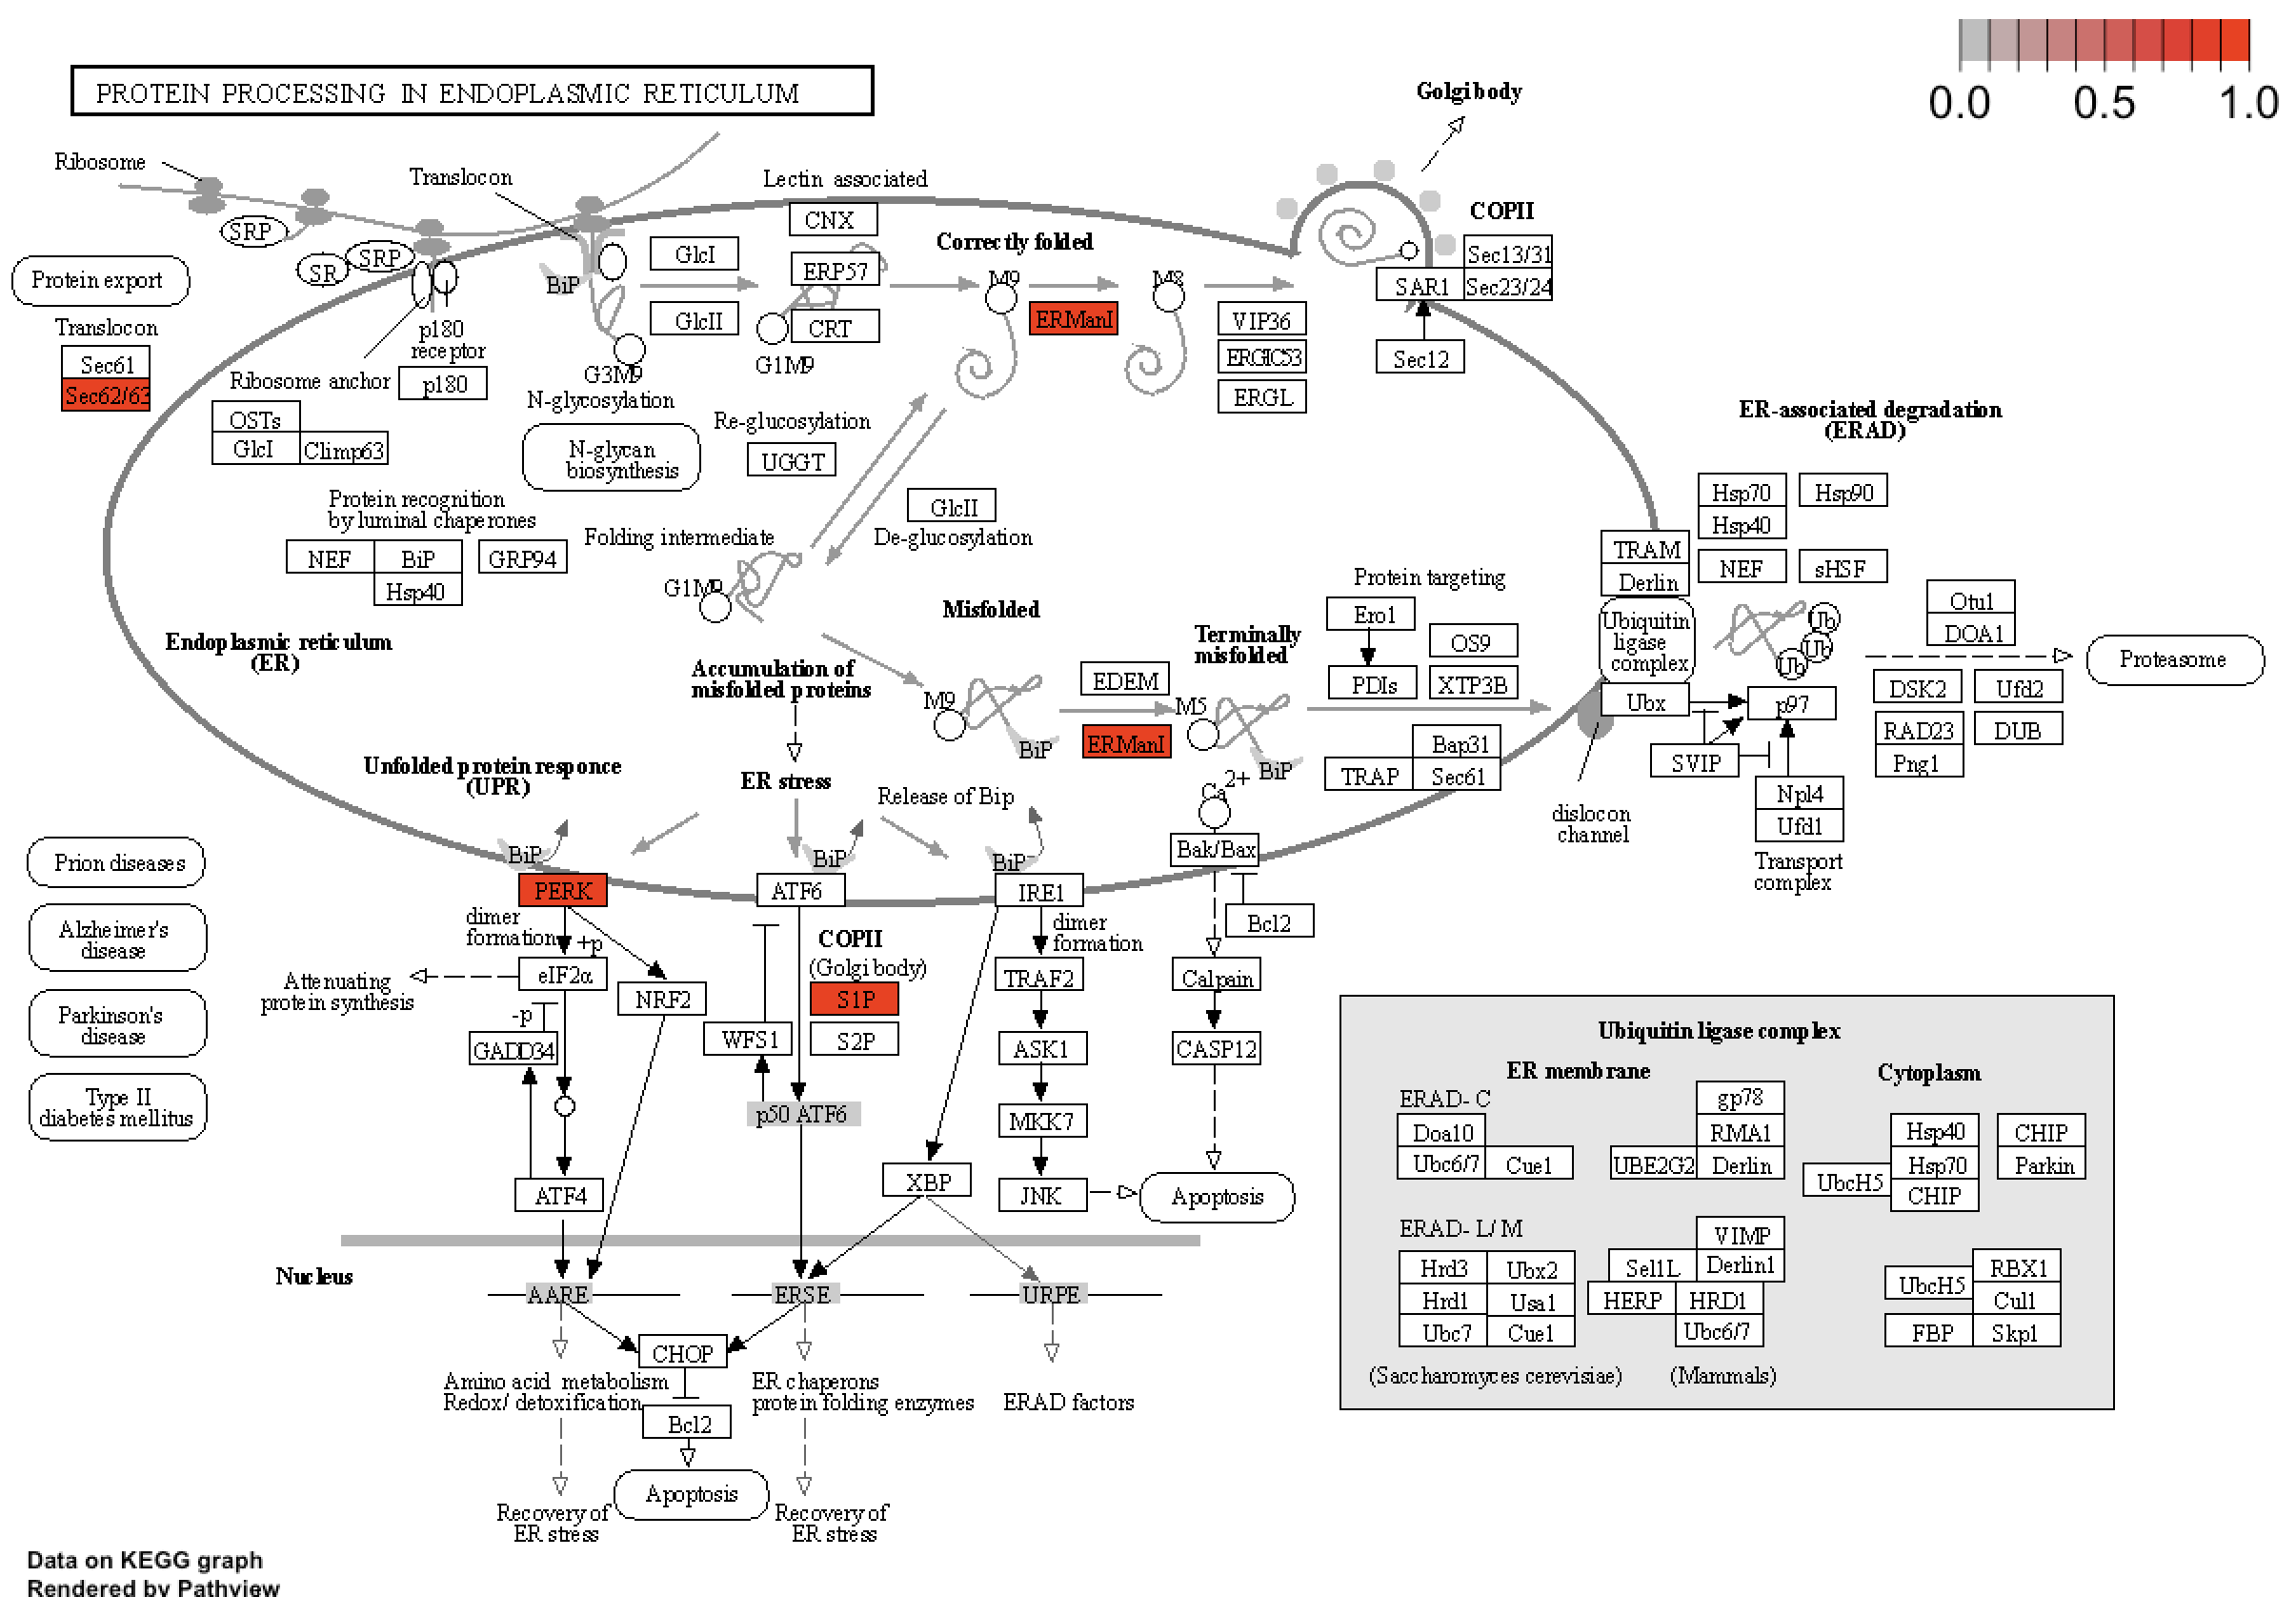 PROTEIN PROCESSING IN ENDOPLASMIC RETICULUM
0.0 0.5 1.0
Golgi body
Ribosome
Translocon
Lectin associated
CNX
COPII
SRP
SRP
SR
Correctly folded
GlcI
ERP57
Sec13/31
Protein export
BiP
M9
M8
SAR1
Sec23/24
GlcII
CRT
ERManI
VIP36
Translocon
p180
receptor
G1M9
ERGIC53
Sec12
Sec61
Sec62/63
Ribosome anchor
p180
G3M9
N-glycosylation
ERGL
OSTs
GlcI
Climp63
N-glycan
biosynthesis
Re-glucosylation
UGGT
ER-associated degradation
(ERAD)
Protein recognition
by luminal chaperones
GlcII
De-glucosylation
Hsp70
Hsp90
Hsp40
NEF
BiP
GRP94
Hsp40
Folding intermediate
G1M9
TRAM
Derlin
NEF
sHSF
Protein targeting
Ero1
OS9
PDIs
XTP3B
Ubiquitin
ligase
complex
Ub
Ub
Ub
Otu1
DOA1
Proteasome
Endoplasmic reticulum
(ER)
Misfolded
Terminally
misfolded
Accumulation of
misfolded proteins
M9
EDEM
M5
Ubx
p97
DSK2
Ufd2
BiP
ERManI
BiP
Bap31
TRAP
Sec61
SVIP
RAD23
DUB
Png1
Unfolded protein responce
(UPR)
ER stress
Release of Bip
Ca2+
dislocon
channel
Npl4
Ufd1
Transport
complex
Prion diseases
BiP
BiP
BiP
Bak/Bax
PERK
ATF6
IRE1
Bcl2
Alzheimer's
disease
dimer
formation
+p
COPII
(Golgi body)
dimer
formation
Attenuating
protein synthesis
eIF2α
NRF2
S1P
TRAF2
Calpain
Parkinson's
disease
-p
GADD34
WFS1
S2P
ASK1
CASP12
Type II
diabetes mellitus
p50 ATF6
MKK7
ATF4
XBP
JNK
Apoptosis
Nucleus
AARE
ERSE
URPE
CHOP
Amino acid metabolism
Redox/ detoxification
ER chaperons
protein folding enzymes
ERAD factors
Bcl2
Apoptosis
Recovery of
ER stress
Recovery of
ER stress
Ubiquitin ligase complex
ER membrane
Cytoplasm
ERAD- C
gp78
Doa10
RMA1
Hsp40
CHIP
Ubc6/7
Cue1
UBE2G2
Derlin
Hsp70
Parkin
UbcH5
CHIP
ERAD- L/ M
VIMP
Hrd3
Ubx2
Sel1L
Derlin1
RBX1
UbcH5
Hrd1
Usa1
HERP
HRD1
Cul1
Ubc7
Cue1
Ubc6/7
FBP
Skp1
(Saccharomyces cerevisiae)
(Mammals)
Data on KEGG graph
Rendered by Pathview